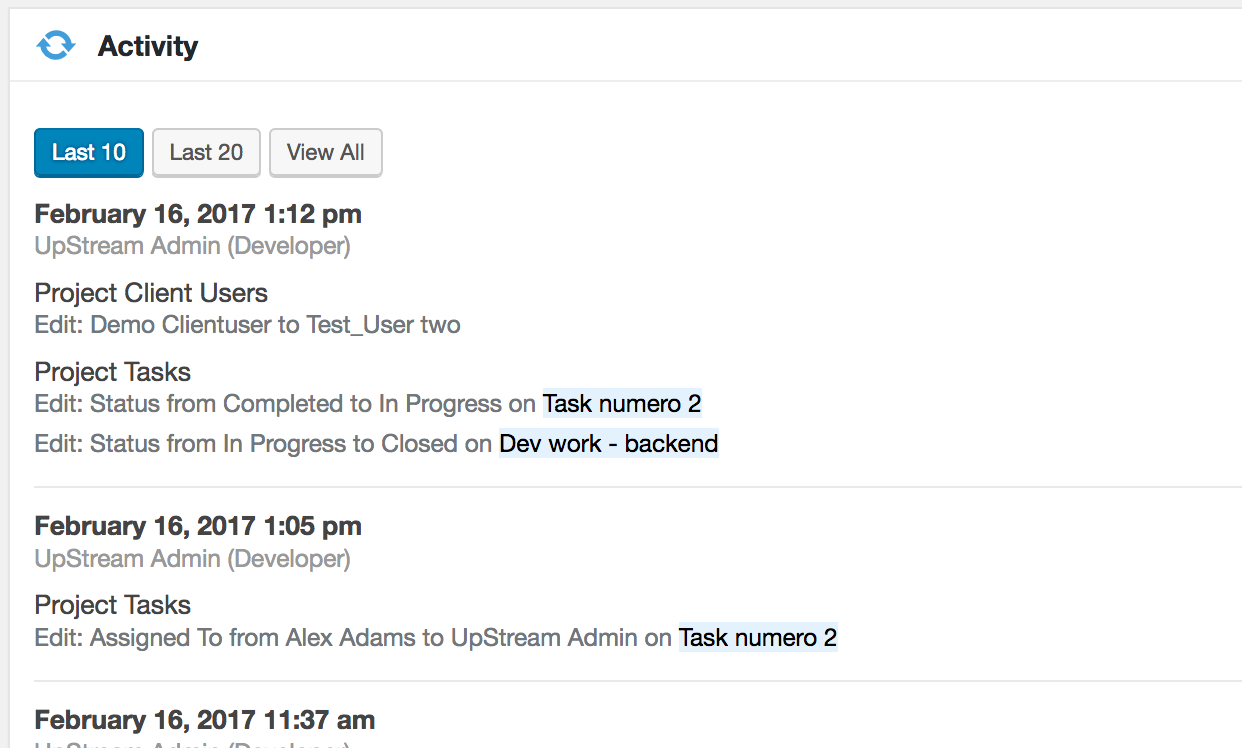 Activity
Last 10 Last 20 View All
February 16, 2017 1:12 pm
UpStream Admin (Developer)
Project Client Users
Edit: Demo Clientuser to Test_User two
Project Tasks
Edit: Status from Completed to In Progress on Task numero 2
Edit: Status from In Progress to Closed on Dev work - backend
February 16, 2017 1:05 pm
UpStream Admin (Developer)
Project Tasks
Edit: Assigned To from Alex Adams to UpStream Admin on Task numero 2
February 16, 2017 11:37 am
UpStream Admin (Developer)